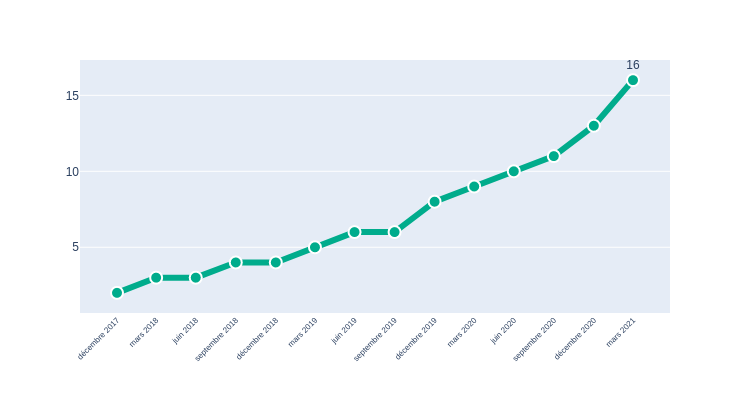 16
15
10
5
décembre 2017
mars 2018
juin 2018
septembre 2018
décembre 2018
mars 2019
juin 2019
septembre 2019
décembre 2019
mars 2020
juin 2020
septembre 2020
décembre 2020
mars 2021